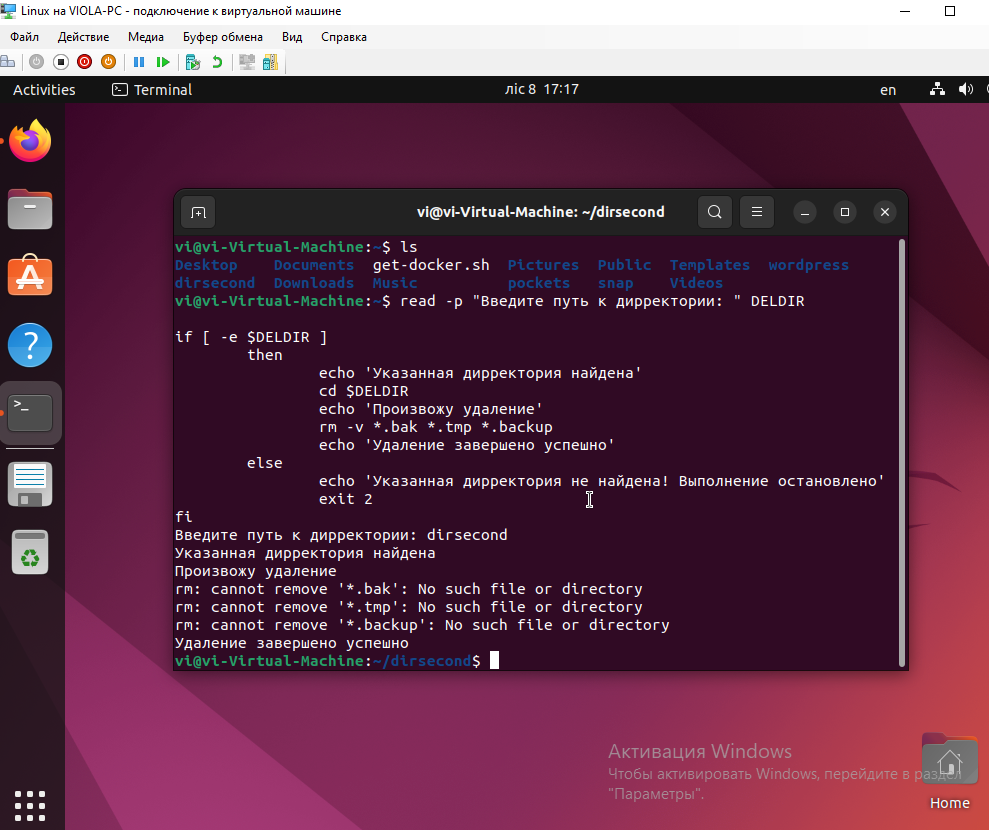 Linux на VIOLA-PC - подключение к виртуальной машине
Файл Действие Медиа Буфер обмена Вид Справка
Activities Terminal ліс 8 17:17 en
vi@vi-Virtual-Machine: ~/dirsecond
vi@vi-Virtual-Machine:~$ ls
Desktop Documents get-docker.sh Pictures Public Templates wordpress
dirsecond Downloads Music pockets snap Videos
vi@vi-Virtual-Machine:~$ read -p "Введите путь к дирректории: " DELDIR
if [ -e $DELDIR ]
then
echo 'Указанная дирректория найдена'
cd $DELDIR
echo 'Произвожу удаление'
rm -v *.bak *.tmp *.backup
echo 'Удаление завершено успешно'
else
echo 'Указанная дирректория не найдена! Выполнение остановлено'
exit 2
fi
Введите путь к дирректории: dirsecond
Указанная дирректория найдена
Произвожу удаление
rm: cannot remove '*.bak': No such file or directory
rm: cannot remove '*.tmp': No such file or directory
rm: cannot remove '*.backup': No such file or directory
Удаление завершено успешно
vi@vi-Virtual-Machine:~/dirsecond$
Активация Windows
Чтобы активировать Windows, перейдите в раздел
"Параметры".
Home